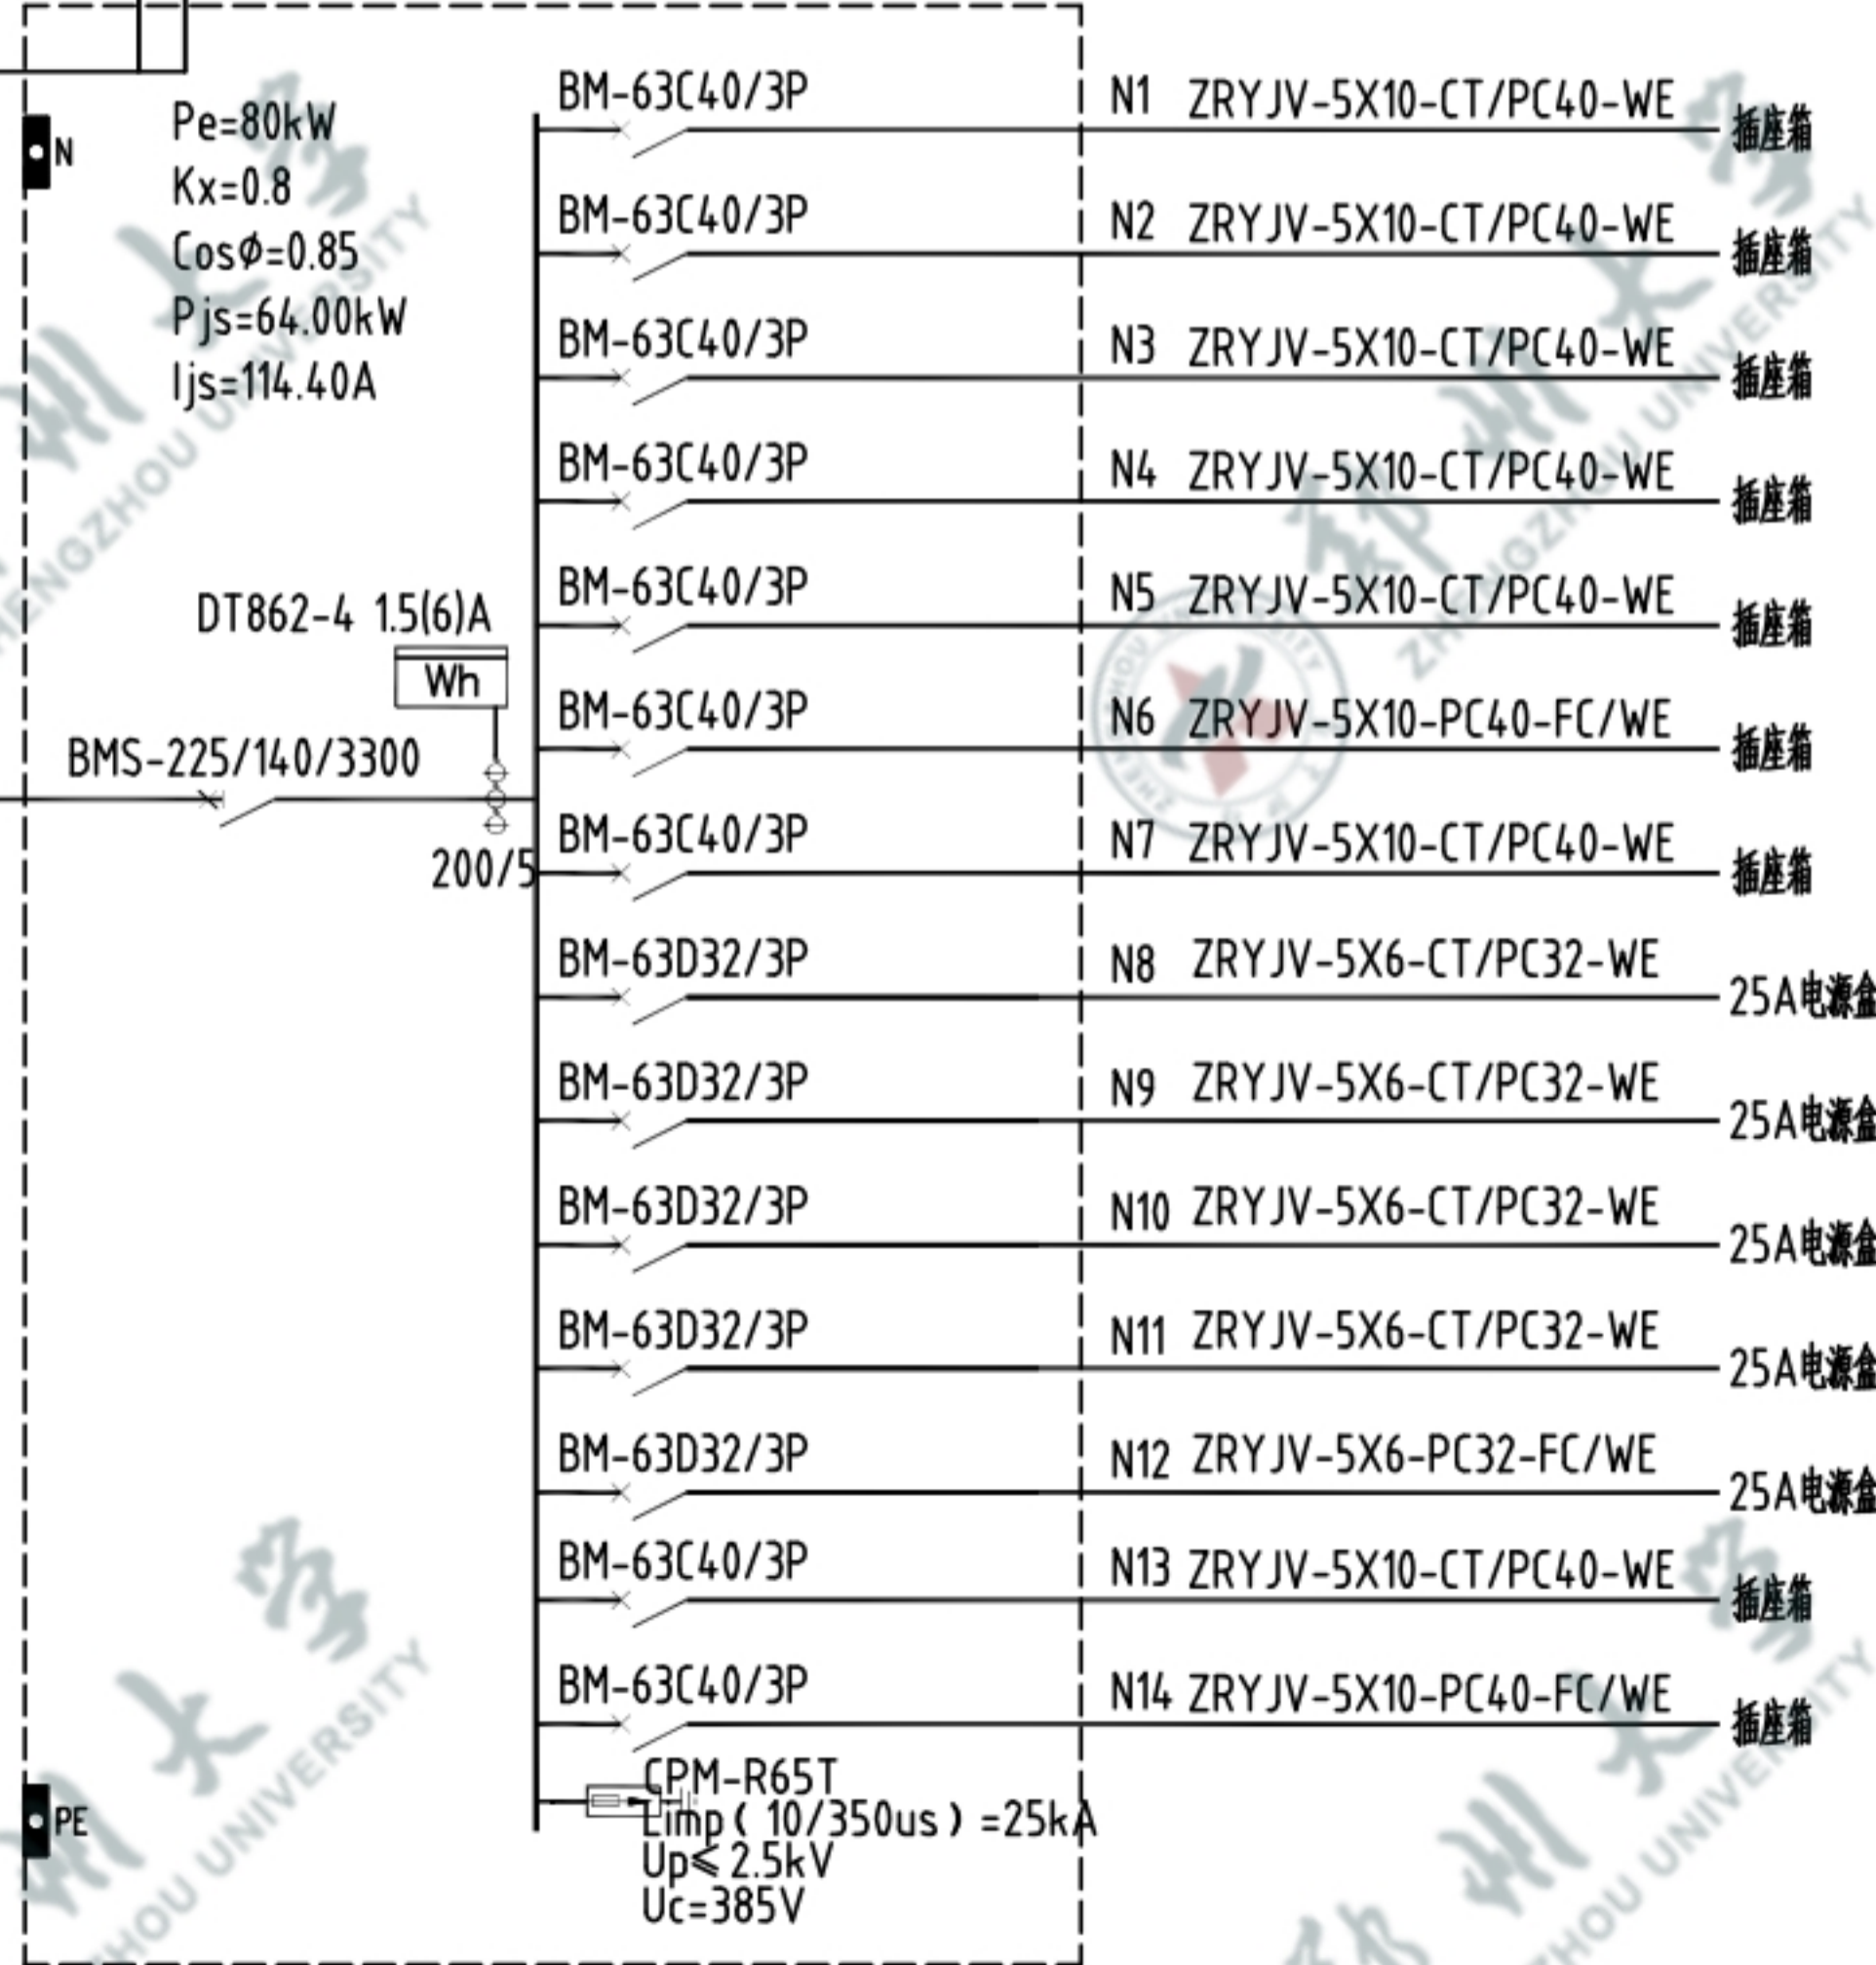 N
Pe=80kW
Kx=0.8
Cosφ=0.85
Pjs=64.00kW
Ijs=114.40A
DT862-4 1.5(6)A
Wh
BMS-225/140/3300
200/5
PE
BM-63C40/3P N1 ZRYJV-5X10-CT/PC40-WE 插座箱
BM-63C40/3P N2 ZRYJV-5X10-CT/PC40-WE 插座箱
BM-63C40/3P N3 ZRYJV-5X10-CT/PC40-WE 插座箱
BM-63C40/3P N4 ZRYJV-5X10-CT/PC40-WE 插座箱
BM-63C40/3P N5 ZRYJV-5X10-CT/PC40-WE 插座箱
BM-63C40/3P N6 ZRYJV-5X10-PC40-FC/WE 插座箱
BM-63C40/3P N7 ZRYJV-5X10-CT/PC40-WE 插座箱
BM-63D32/3P N8 ZRYJV-5X6-CT/PC32-WE 25A电源盒
BM-63D32/3P N9 ZRYJV-5X6-CT/PC32-WE 25A电源盒
BM-63D32/3P N10 ZRYJV-5X6-CT/PC32-WE 25A电源盒
BM-63D32/3P N11 ZRYJV-5X6-CT/PC32-WE 25A电源盒
BM-63D32/3P N12 ZRYJV-5X6-PC32-FC/WE 25A电源盒
BM-63C40/3P N13 ZRYJV-5X10-CT/PC40-WE 插座箱
BM-63C40/3P N14 ZRYJV-5X10-PC40-FC/WE 插座箱
CPM-R65T
Limp(10/350us)=25kA
Up≤2.5kV
Uc=385V
郑州大学
ZHENGZHOU UNIVERSITY